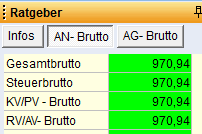 Ratgeber
Infos AN- Brutto AG- Brutto
Gesamtbrutto 970,94
Steuerbrutto 970,94
KV/PV - Brutto 970,94
RV/AV- Brutto 970,94